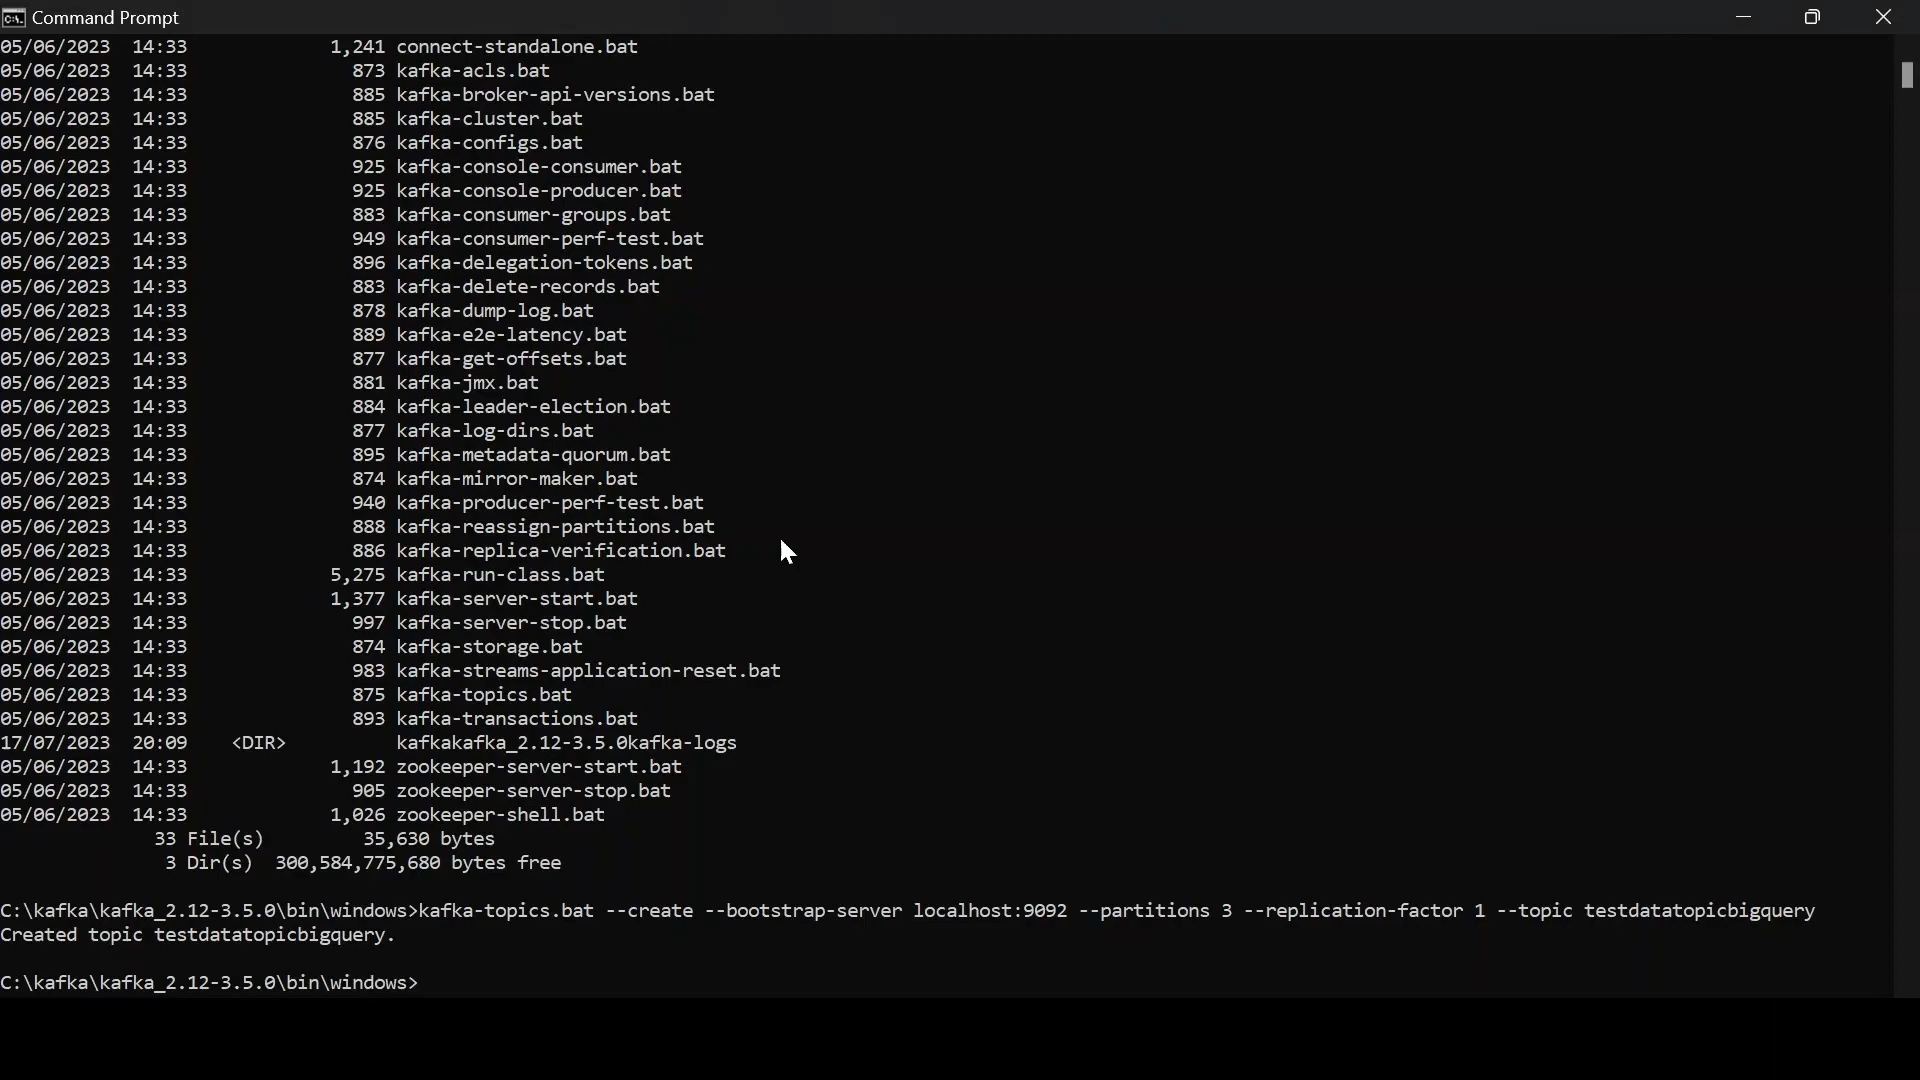 Command Prompt
05/06/2023  14:33             1,241 connect-standalone.bat
05/06/2023  14:33               873 kafka-acls.bat
05/06/2023  14:33               885 kafka-broker-api-versions.bat
05/06/2023  14:33               885 kafka-cluster.bat
05/06/2023  14:33               876 kafka-configs.bat
05/06/2023  14:33               925 kafka-console-consumer.bat
05/06/2023  14:33               925 kafka-console-producer.bat
05/06/2023  14:33               883 kafka-consumer-groups.bat
05/06/2023  14:33               949 kafka-consumer-perf-test.bat
05/06/2023  14:33               896 kafka-delegation-tokens.bat
05/06/2023  14:33               883 kafka-delete-records.bat
05/06/2023  14:33               878 kafka-dump-log.bat
05/06/2023  14:33               889 kafka-e2e-latency.bat
05/06/2023  14:33               877 kafka-get-offsets.bat
05/06/2023  14:33               881 kafka-jmx.bat
05/06/2023  14:33               884 kafka-leader-election.bat
05/06/2023  14:33               877 kafka-log-dirs.bat
05/06/2023  14:33               895 kafka-metadata-quorum.bat
05/06/2023  14:33               874 kafka-mirror-maker.bat
05/06/2023  14:33               940 kafka-producer-perf-test.bat
05/06/2023  14:33               888 kafka-reassign-partitions.bat
05/06/2023  14:33               886 kafka-replica-verification.bat
05/06/2023  14:33             5,275 kafka-run-class.bat
05/06/2023  14:33             1,377 kafka-server-start.bat
05/06/2023  14:33               997 kafka-server-stop.bat
05/06/2023  14:33               874 kafka-storage.bat
05/06/2023  14:33               983 kafka-streams-application-reset.bat
05/06/2023  14:33               875 kafka-topics.bat
05/06/2023  14:33               893 kafka-transactions.bat
17/07/2023  20:09    <DIR>          kafkakafka_2.12-3.5.0kafka-logs
05/06/2023  14:33             1,192 zookeeper-server-start.bat
05/06/2023  14:33               905 zookeeper-server-stop.bat
05/06/2023  14:33             1,026 zookeeper-shell.bat
33 File(s)         35,630 bytes
3 Dir(s)  300,584,775,680 bytes free
C:\kafka\kafka_2.12-3.5.0\bin\windows>kafka-topics.bat --create --bootstrap-server localhost:9092 --partitions 3 --replication-factor 1 --topic testdatatopicbigquery
Created topic testdatatopicbigquery.
C:\kafka\kafka_2.12-3.5.0\bin\windows>